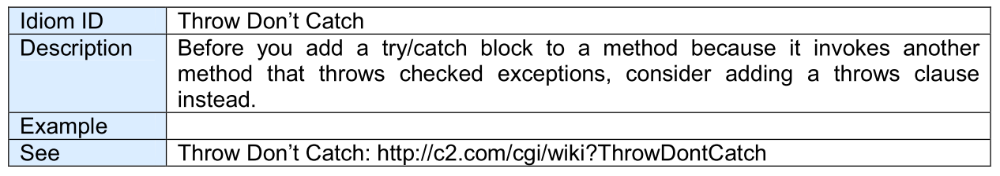 Idiom ID Throw Don’t Catch
Description Before you add a try/catch block to a method because it invokes another
method that throws checked exceptions, consider adding a throws clause
instead.
Example
See Throw Don’t Catch: http://c2.com/cgi/wiki?ThrowDontCatch